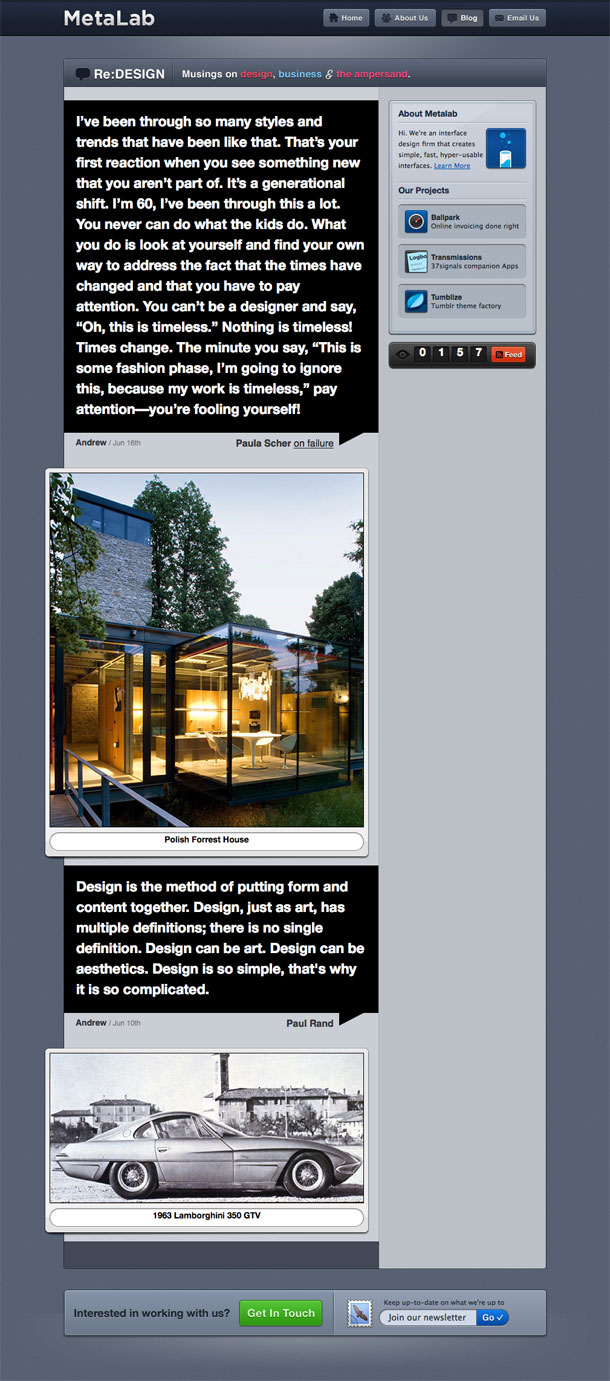 MetaLab
Home
About Us
Blog
Email Us
Re:DESIGN
Musings on design, business & the ampersand.
I've been through so many styles and
trends that have been like that. That's your
first reaction when you see something new
that you aren't part of. It's a generational
shift. I'm 60, I've been through this a lot.
You never can do what the kids do. What
you do is look at yourself and find your own
way to address the fact that the times have
changed and that you have to pay
attention. You can't be a designer and say,
“Oh, this is timeless.” Nothing is timeless!
Times change. The minute you say, “This is
some fashion phase, I'm going to ignore
this, because my work is timeless,” pay
attention—you're fooling yourself!
Andrew / Jun 16th
Paula Scher on failure
About Metalab
Hi. We're an interface
design firm that creates
simple, fast, hyper-usable
interfaces. Learn More
Our Projects
Ballpark
Online invoicing done right
Logbo
Transmissions
37signals companion Apps
Tumblize
Tumblr theme factory
0 1 5 7
Feed
Polish Forrest House
Design is the method of putting form and
content together. Design, just as art, has
multiple definitions; there is no single
definition. Design can be art. Design can be
aesthetics. Design is so simple, that's why
it is so complicated.
Andrew / Jun 10th
Paul Rand
1963 Lamborghini 350 GTV
Interested in working with us?
Get In Touch
Keep up-to-date on what we're up to
Join our newsletter
Go ✓